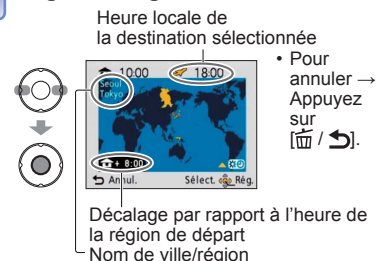 Heure locale de
la destination sélectionnée
10:00
18:00
Seoul
Tokyo
+ 8:00
Annul.
Sélect.
Rég.
• Pour
annuler →
Appuyez
sur
[ / ].
Décalage par rapport à l'heure de
la région de départ
Nom de ville/région